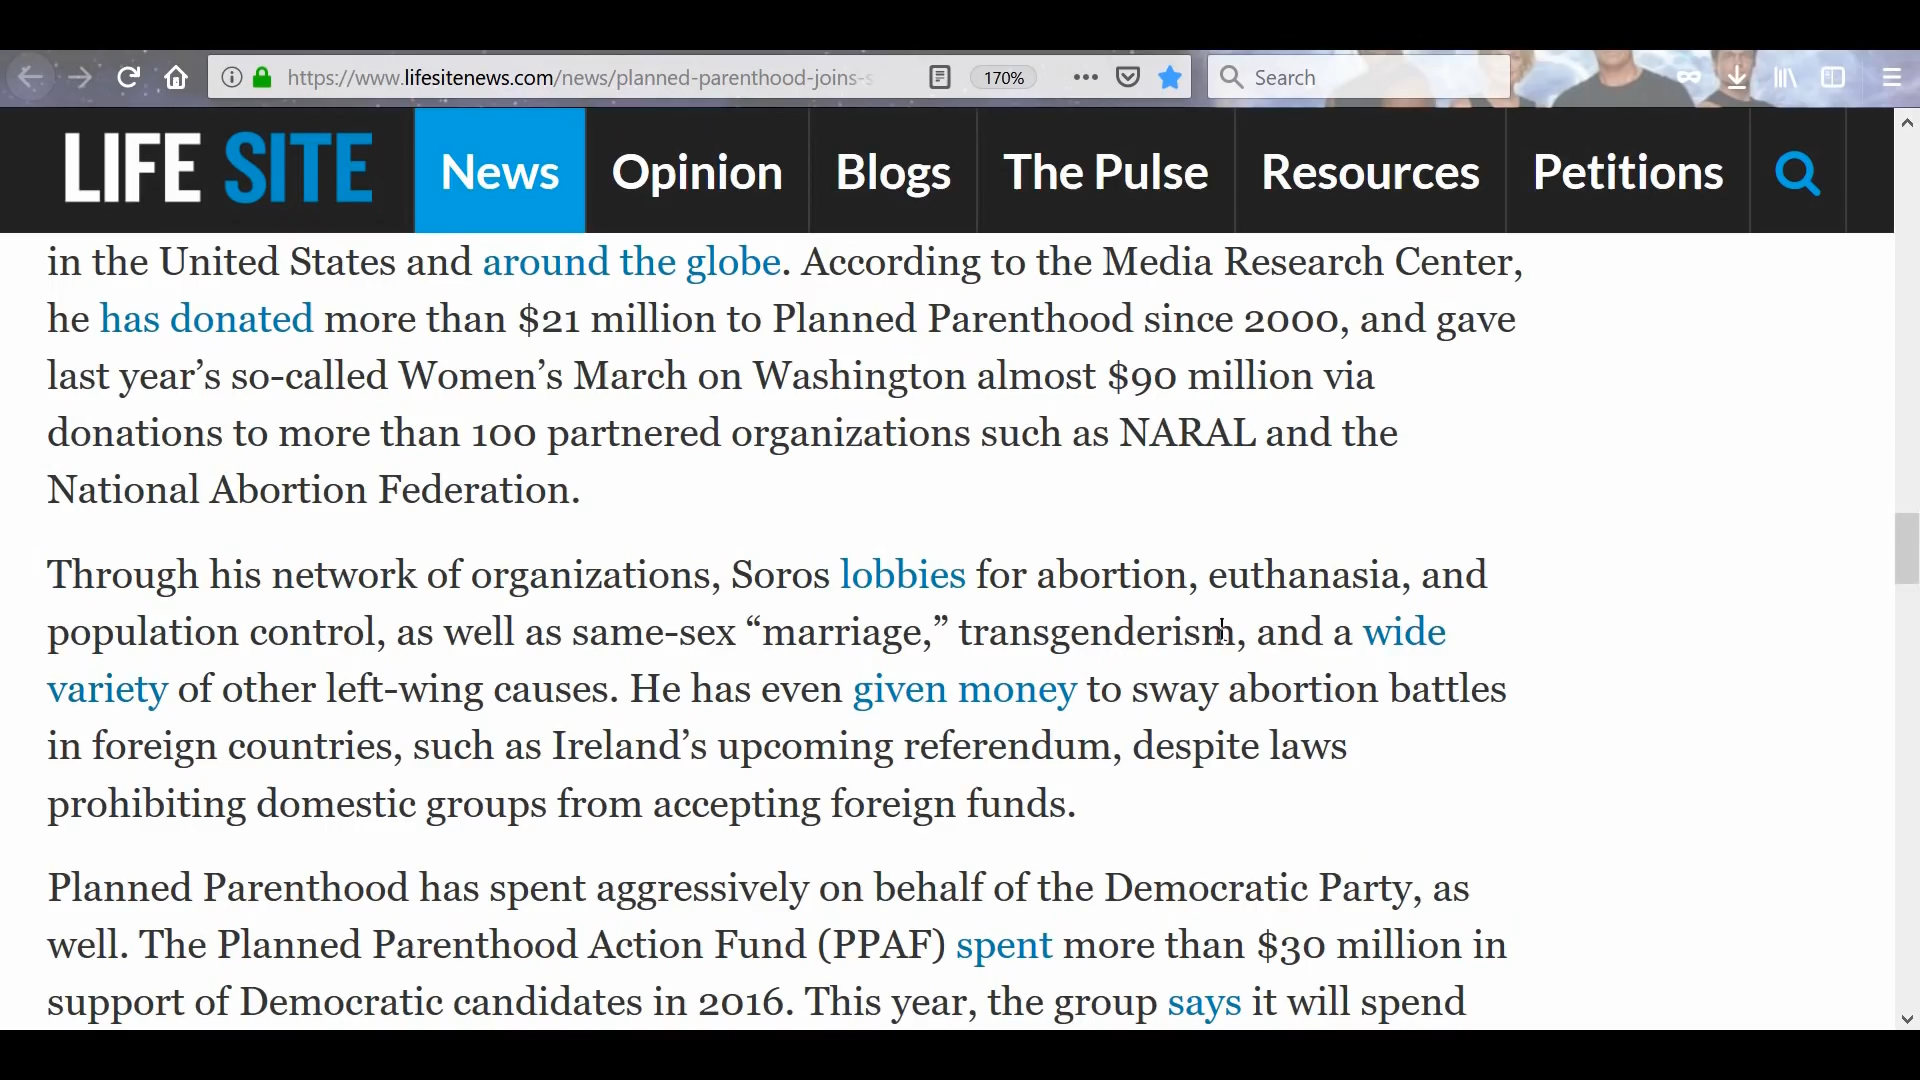 https://www.lifesitenews.com/news/planned-parenthood-joins-s
170%
Search
LIFE SITE
News
Opinion
Blogs
The Pulse
Resources
Petitions
in the United States and around the globe. According to the Media Research Center,
he has donated more than $21 million to Planned Parenthood since 2000, and gave
last year’s so-called Women’s March on Washington almost $90 million via
donations to more than 100 partnered organizations such as NARAL and the
National Abortion Federation.
Through his network of organizations, Soros lobbies for abortion, euthanasia, and
population control, as well as same-sex “marriage,” transgenderism, and a wide
variety of other left-wing causes. He has even given money to sway abortion battles
in foreign countries, such as Ireland’s upcoming referendum, despite laws
prohibiting domestic groups from accepting foreign funds.
Planned Parenthood has spent aggressively on behalf of the Democratic Party, as
well. The Planned Parenthood Action Fund (PPAF) spent more than $30 million in
support of Democratic candidates in 2016. This year, the group says it will spend